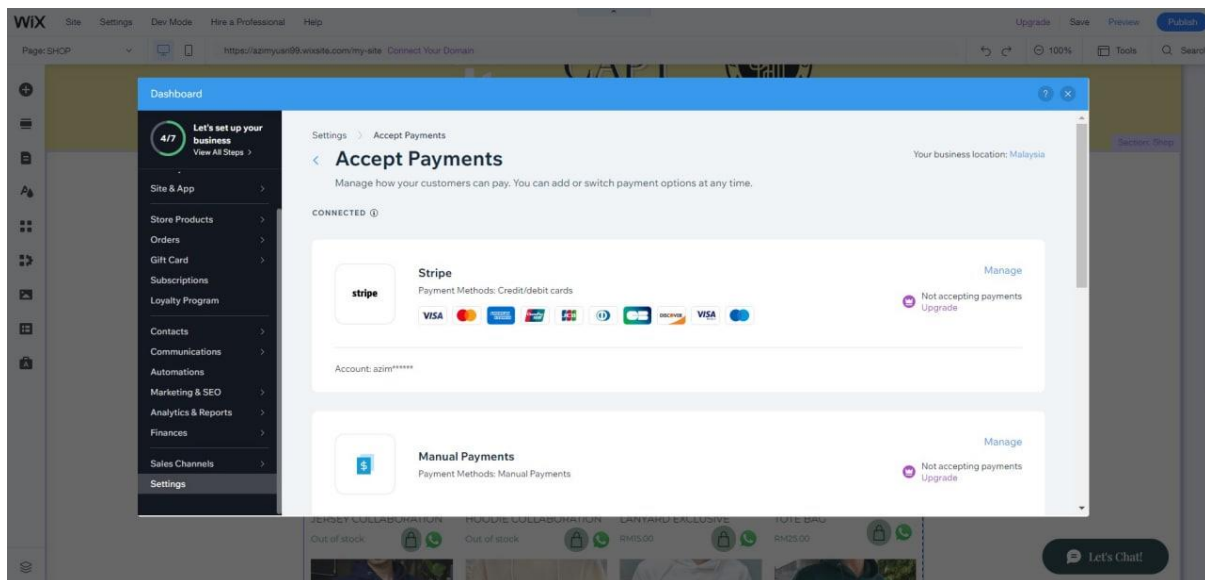 WiX Site Settings Dev Mode Hire a Professional Help Upgrade Save Preview Publish
Page: SHOP https://azimyuan99.wixsite.com/my-site Connect Your Domain 100% Tools Search
Dashboard
4/7
Let's set up your
business
View All Steps >
Site & App
Store Products
Orders
Gift Card
Subscriptions
Loyalty Program
Contacts
Communications
Automations
Marketing & SEO
Analytics & Reports
Finances
Sales Channels
Settings
Settings > Accept Payments
Accept Payments
Your business location: Malaysia
Manage how your customers can pay. You can add or switch payment options at any time.
CONNECTED
stripe
Stripe
Payment Methods: Credit/debit cards
VISA
DISCOVER
VISA
Manage
Not accepting payments
Upgrade
Account: azim******
Manual Payments
Payment Methods: Manual Payments
Manage
Not accepting payments
Upgrade
Section: Shop
JERSEY COLLABORATION HOODIE COLLABORATION LANYARD EXCLUSIVE TOTE BAG
Out of stock Out of stock RM15.00 RM25.00
Let's Chat!